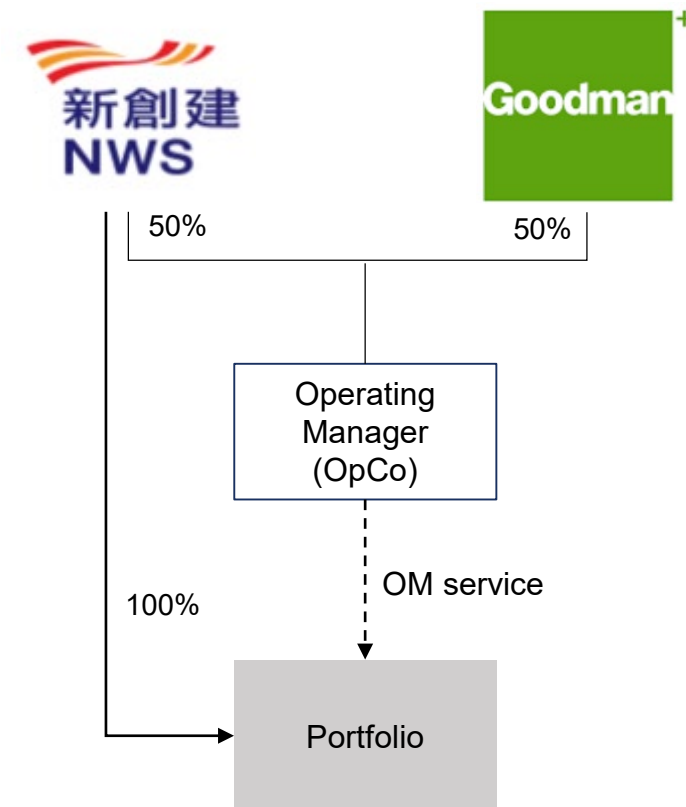 新創建
NWS
Goodman
+
50%
50%
Operating
Manager
(OpCo)
OM service
100%
Portfolio